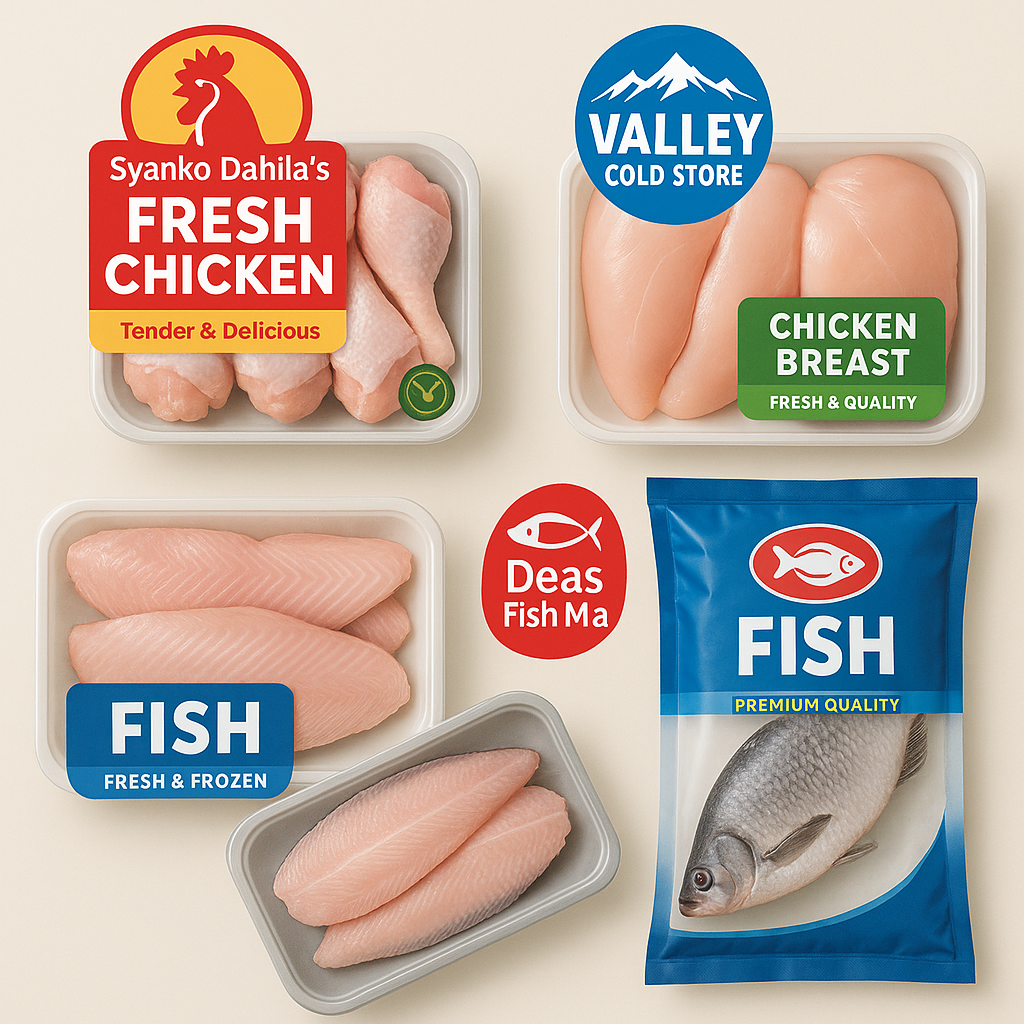 Syanko Dahila's
FRESH
CHICKEN
Tender & Delicious
VALLEY
COLD STORE
CHICKEN
BREAST
FRESH & QUALITY
Deas
Fish Ma
FISH
FRESH & FROZEN
FISH
PREMIUM QUALITY